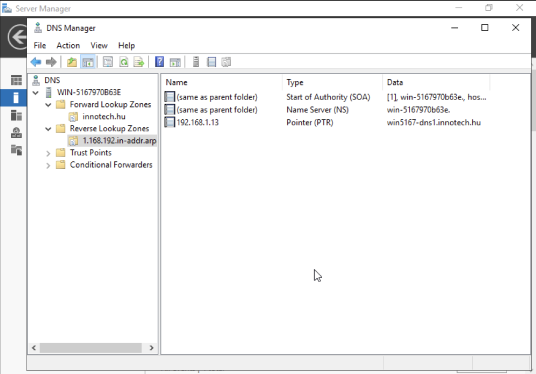 Server Manager
DNS Manager
File Action View Help
DNS
WIN-5167970B63E
Forward Lookup Zones
innotech.hu
Reverse Lookup Zones
1.168.192.in-addr.arp
Trust Points
Conditional Forwarders
Name Type Data
(same as parent folder) Start of Authority (SOA) [1], win-5167970b63e., hos...
(same as parent folder) Name Server (NS) win-5167970b63e.
192.168.1.13 Pointer (PTR) win5167-dns1.innotech.hu